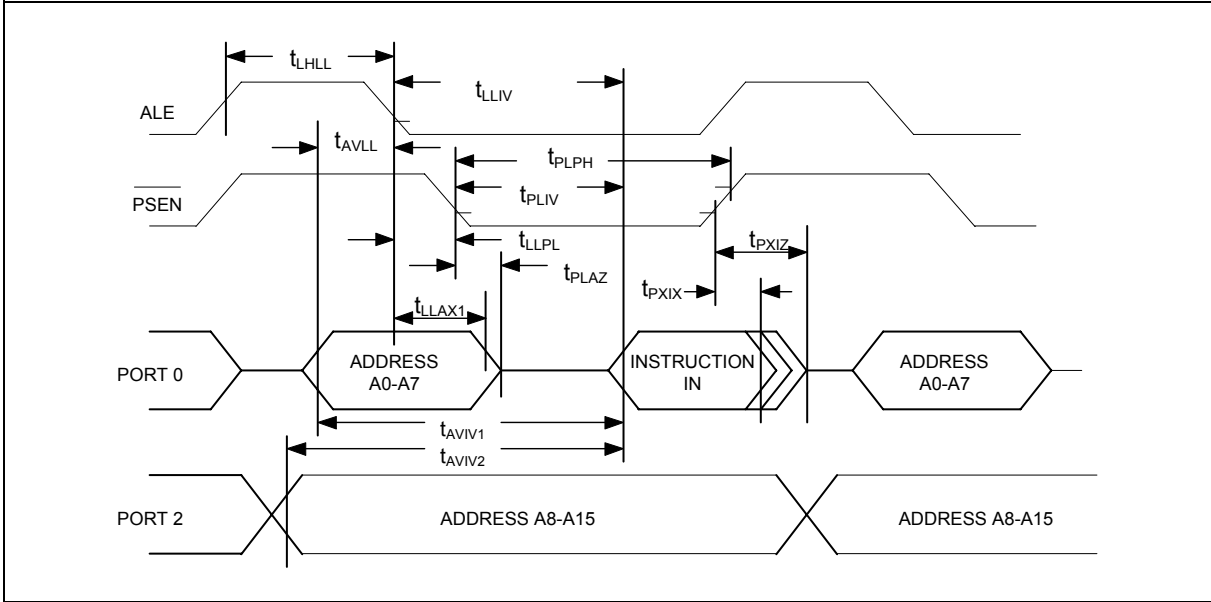 tLHLL
tLLIV
ALE
tAVLL
tPLPH
PSEN
tPLIV
tLLPL
tPXIZ
tPLAZ
tPXIX
tLLAX1
PORT 0
ADDRESS
A0-A7
INSTRUCTION
IN
ADDRESS
A0-A7
tAVIV1
tAVIV2
PORT 2
ADDRESS A8-A15
ADDRESS A8-A15